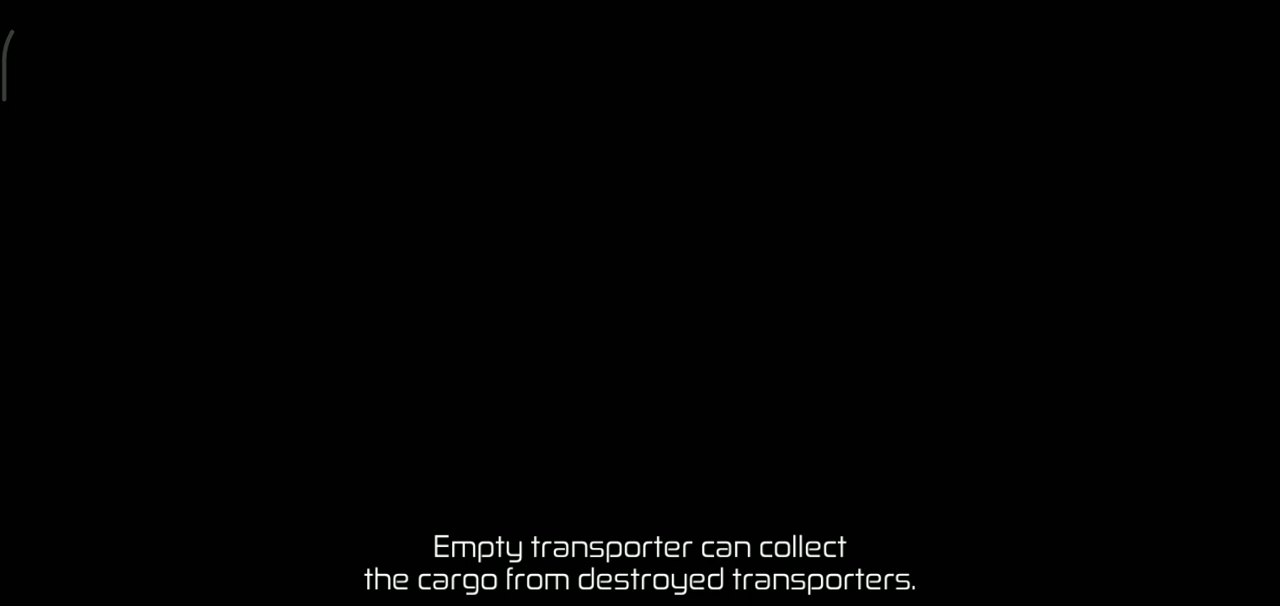 Empty transporter can collect
the cargo from destroyed transporters.